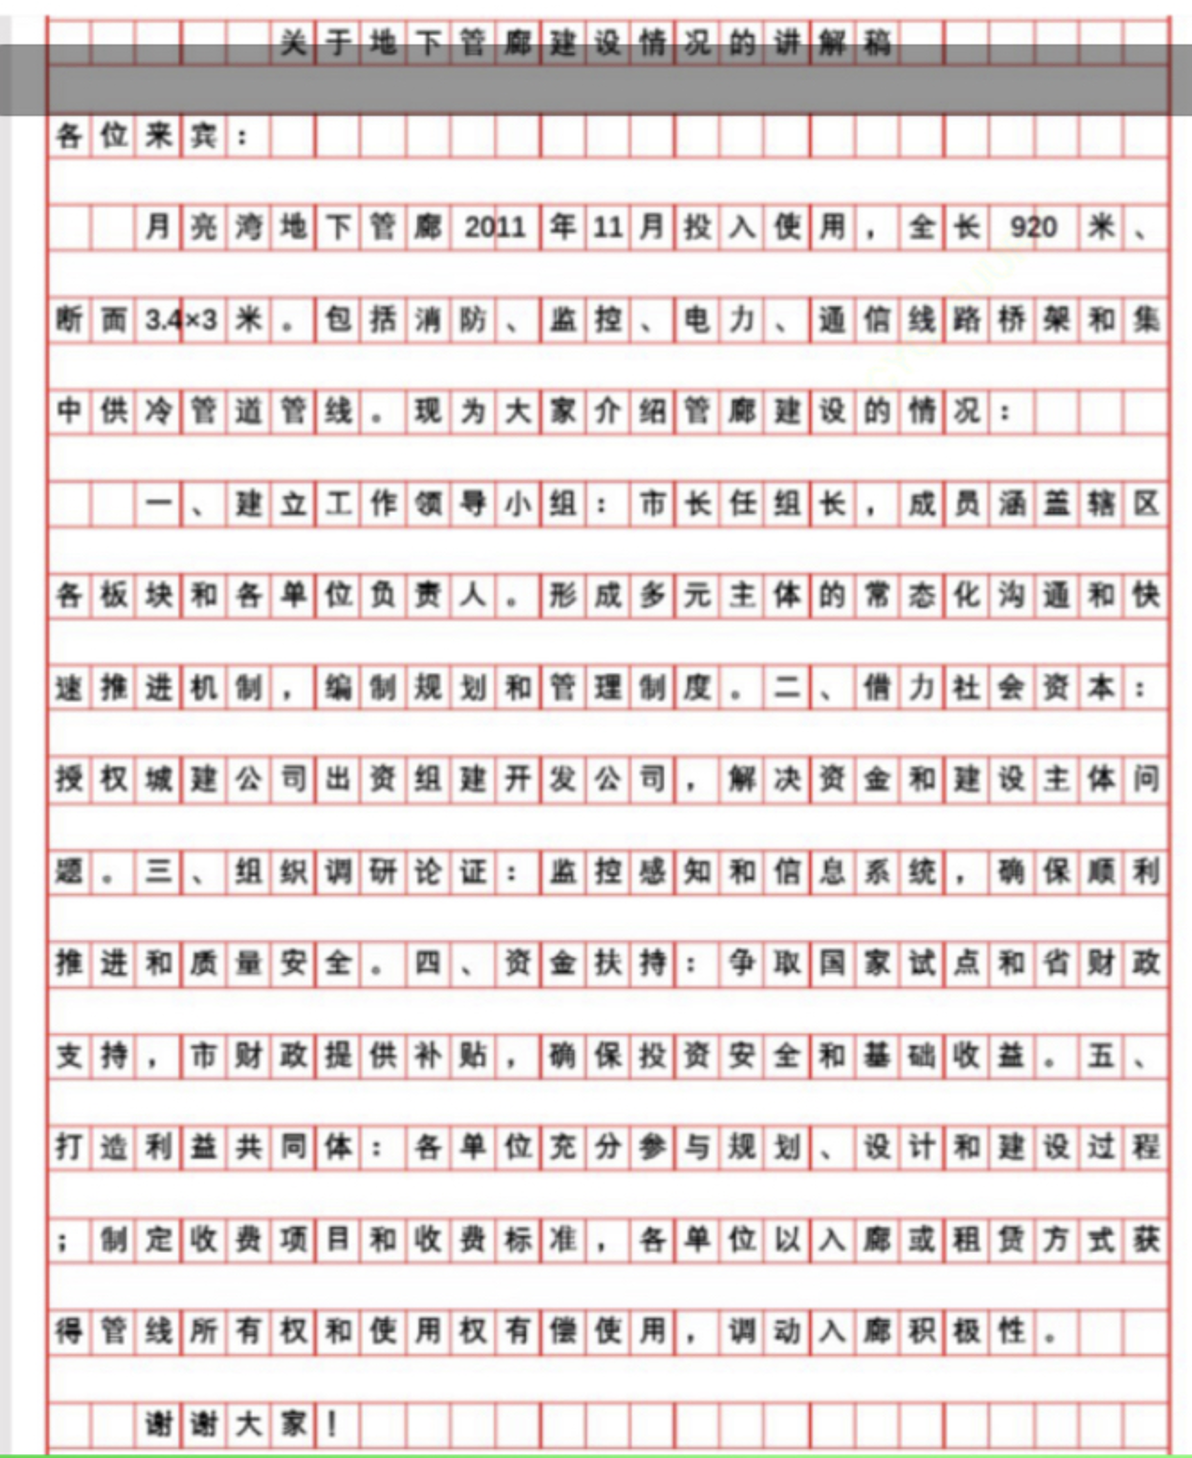 关于地下管廊建设情况的讲解稿
各位来宾：
月亮湾地下管廊2011年11月投入使用，全长920米、
断面3.4×3米。包括消防、监控、电力、通信线路桥架和集
中供冷管道管线。现为大家介绍管廊建设的情况：
一、建立工作领导小组：市长任组长，成员涵盖辖区
各板块和各单位负责人。形成多元主体的常态化沟通和快
速推进机制，编制规划和管理制度。二、借力社会资本：
授权城建公司出资组建开发公司，解决资金和建设主体问
题。三、组织调研论证：监控感知和信息系统，确保顺利
推进和质量安全。四、资金扶持：争取国家试点和省财政
支持，市财政提供补贴，确保投资安全和基础收益。五、
打造利益共同体：各单位充分参与规划、设计和建设过程
；制定收费项目和收费标准，各单位以入廊或租赁方式获
得管线所有权和使用权有偿使用，调动入廊积极性。
谢谢大家！